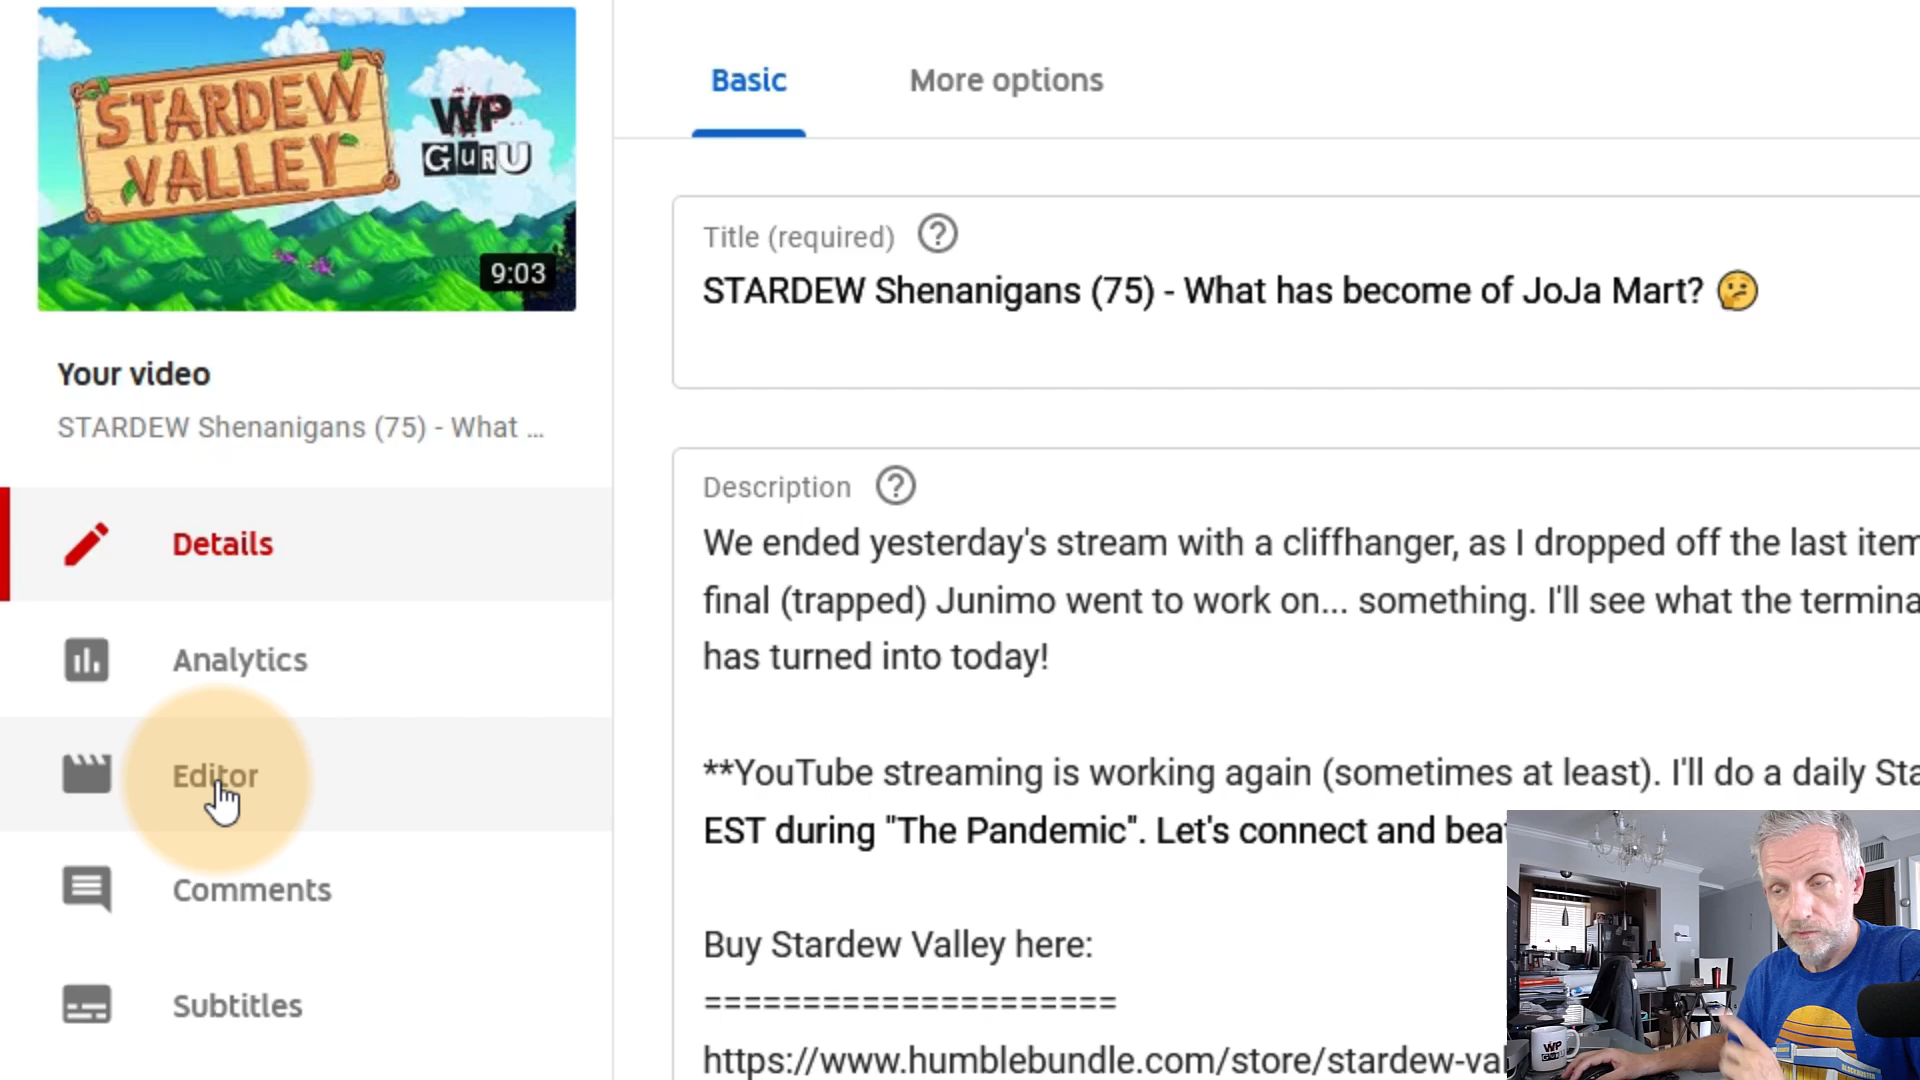 STARDEW
VALLEY
WP
GURU
9:03
Your video
STARDEW Shenanigans (75) - What ...
Details
Analytics
Editor
Comments
Subtitles
Basic
More options
Title (required)
STARDEW Shenanigans (75) - What has become of JoJa Mart? 🤔
Description
We ended yesterday's stream with a cliffhanger, as I dropped off the last item
final (trapped) Junimo went to work on... something. I'll see what the termina
has turned into today!
**YouTube streaming is working again (sometimes at least). I'll do a daily Sta
EST during "The Pandemic". Let's connect and bea
Buy Stardew Valley here:
=====================
https://www.humblebundle.com/store/stardew-va
WP
GURU
BLOCKBUSTER